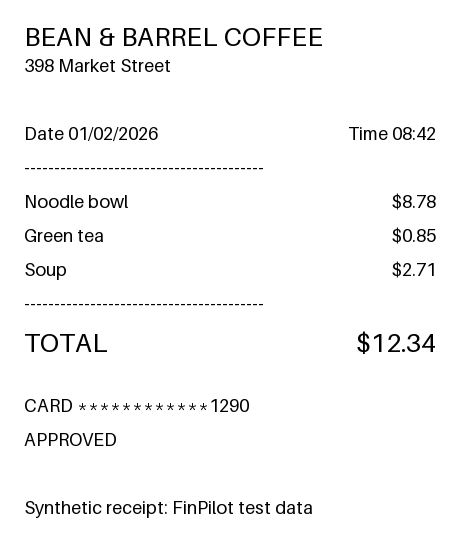 BEAN & BARREL COFFEE
398 Market Street
Date 01/02/2026 Time 08:42
----------------------------------------
Noodle bowl $8.78
Green tea $0.85
Soup $2.71
----------------------------------------
TOTAL $12.34
CARD ************1290
APPROVED
Synthetic receipt: FinPilot test data